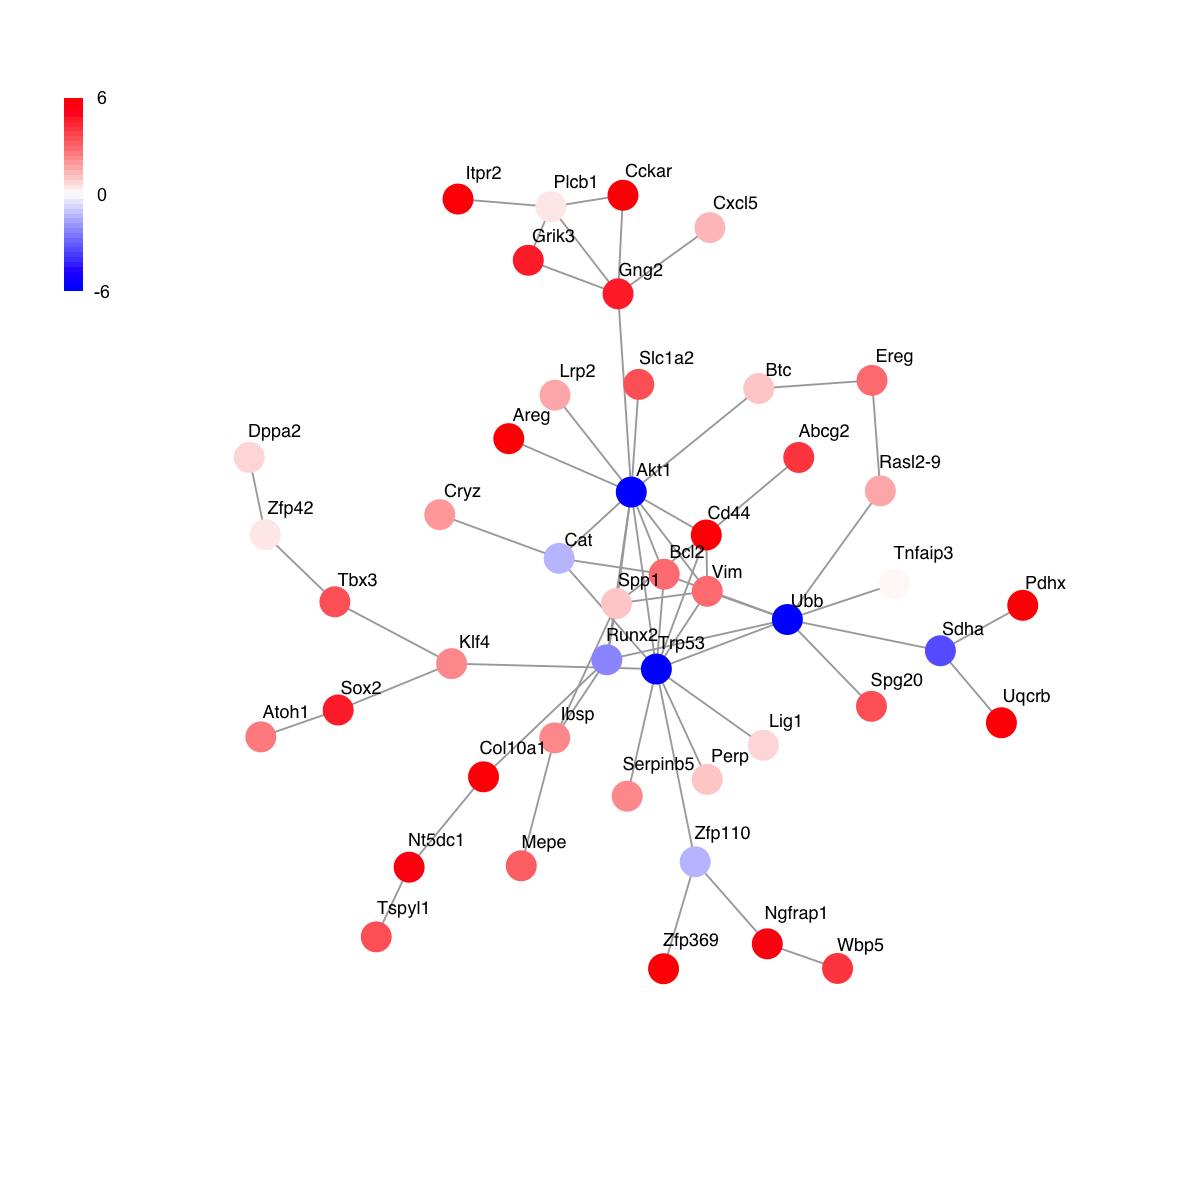 6
0
-6
Itpr2
Plcb1
Cckar
Cxcl5
Grik3
Gng2
Slc1a2
Lrp2
Btc
Ereg
Areg
Dppa2
Abcg2
Akt1
Rasl2-9
Cryz
Zfp42
Cd44
Cat
Bcl2
Tnfaip3
Tbx3
Spp1
Vim
Pdhx
Ubb
Klf4
Runx2
Trp53
Sdha
Sox2
Spg20
Uqcrb
Atoh1
Ibsp
Lig1
Col10a1
Perp
Serpinb5
Nt5dc1
Mepe
Zfp110
Tspyl1
Ngfrap1
Zfp369
Wbp5